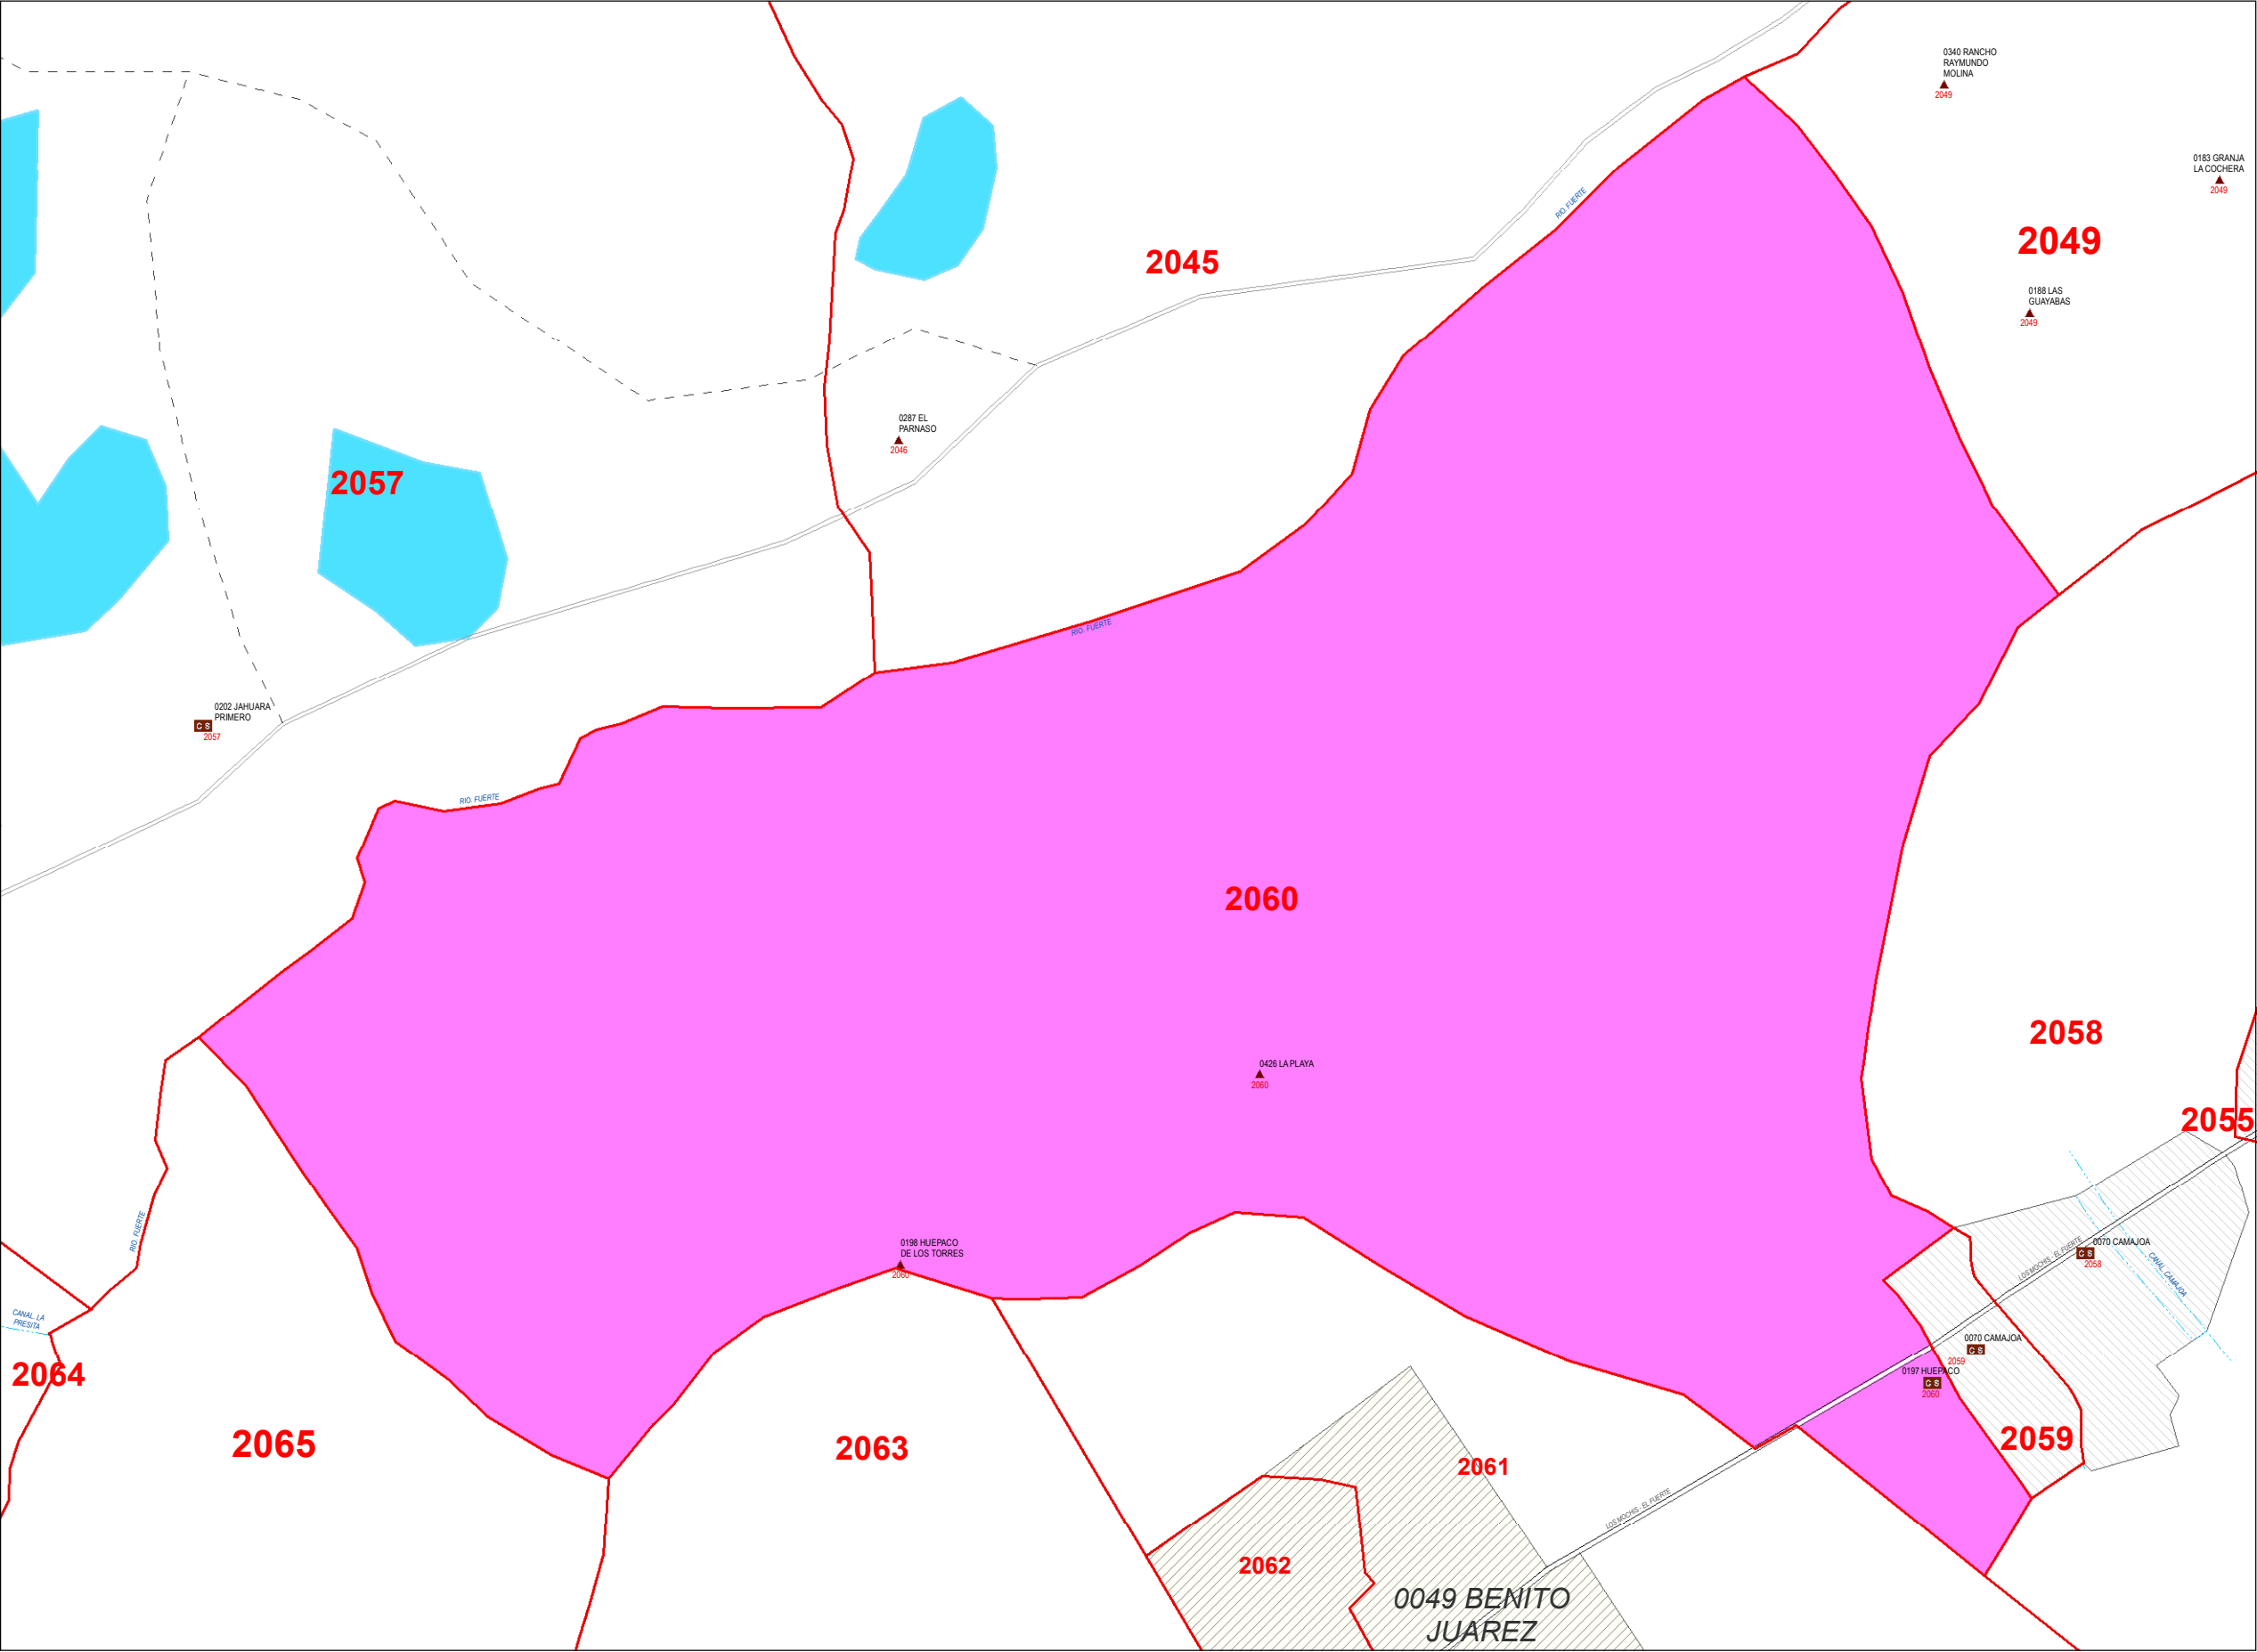 0340 RANCHO
RAYMUNDO
MOLINA
2049
0183 GRANJA
LA COCHERA
2049
RIO. FUERTE
2049
2045
0188 LAS
GUAYABAS
2049
0287 EL
PARNASO
2046
2057
RIO. FUERTE
0202 JAHUARA
PRIMERO
C S
2057
RIO. FUERTE
2060
2058
0426 LA PLAYA
2060
2055
RIO. FUERTE
0198 HUEPACO
DE LOS TORRES
2060
LOS MOCHIS - EL FUERTE
0070 CAMAJOA
C S
2058
CANAL. CAMAJOA
CANAL. LA
PRESITA
0070 CAMAJOA
C S
2059
0197 HUEPACO
C S
2060
2064
2065
2063
2059
2061
LOS MOCHIS - EL FUERTE
2062
0049 BENITO
JUAREZ